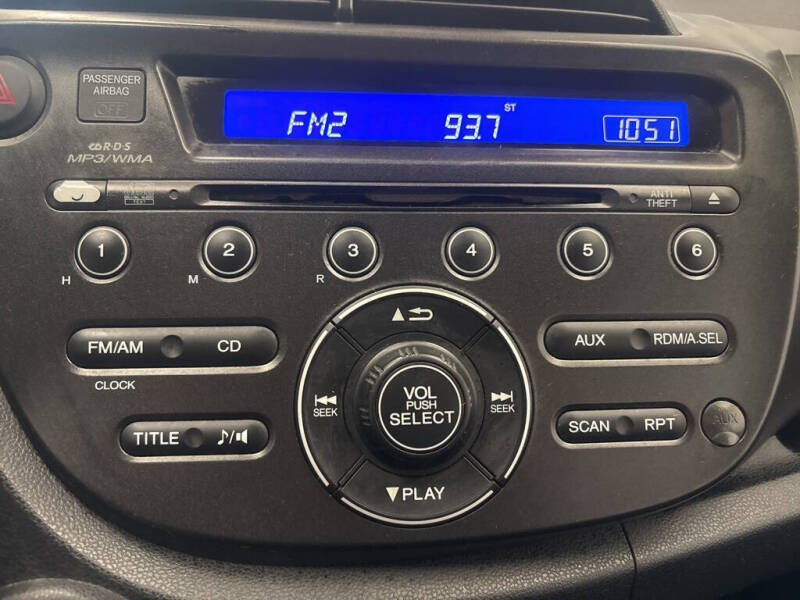 PASSENGER
AIRBAG
OFF
FM2 93.7 ST 10:51
R·D·S
MP3/WMA
TEXT
ANTI
THEFT
1 2 3 4 5 6
H M R
FM/AM CD
CLOCK
AUX RDM/A.SEL
SEEK
VOL
PUSH
SELECT
SEEK
TITLE
SCAN RPT
AUX
PLAY